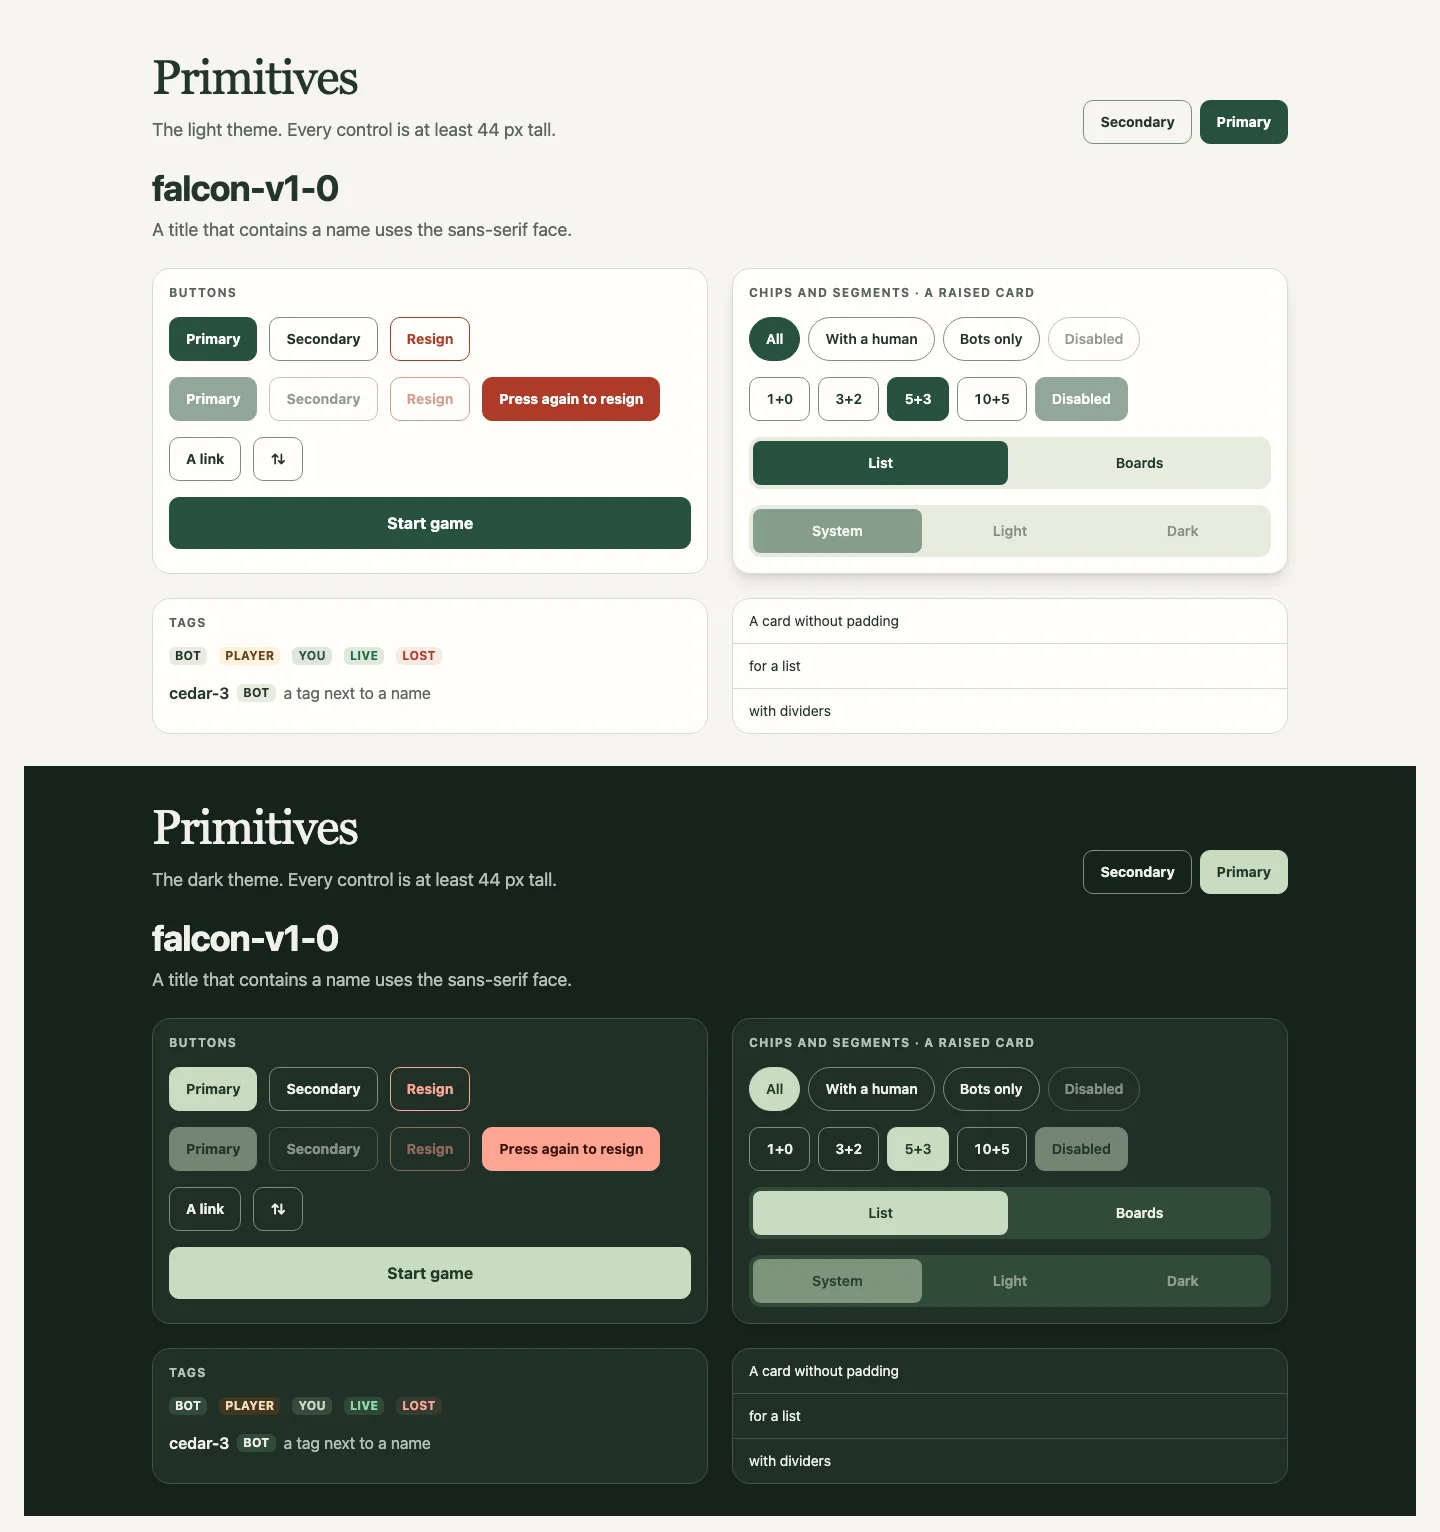 Primitives
The light theme. Every control is at least 44 px tall.
Secondary Primary
falcon-v1-0
A title that contains a name uses the sans-serif face.
BUTTONS
Primary Secondary Resign
Primary Secondary Resign Press again to resign
A link ⇅
Start game
CHIPS AND SEGMENTS · A RAISED CARD
All With a human Bots only Disabled
1+0 3+2 5+3 10+5 Disabled
List Boards
System Light Dark
TAGS
BOT PLAYER YOU LIVE LOST
cedar-3 BOT a tag next to a name
A card without padding
for a list
with dividers
Primitives
The dark theme. Every control is at least 44 px tall.
Secondary Primary
falcon-v1-0
A title that contains a name uses the sans-serif face.
BUTTONS
Primary Secondary Resign
Primary Secondary Resign Press again to resign
A link ⇅
Start game
CHIPS AND SEGMENTS · A RAISED CARD
All With a human Bots only Disabled
1+0 3+2 5+3 10+5 Disabled
List Boards
System Light Dark
TAGS
BOT PLAYER YOU LIVE LOST
cedar-3 BOT a tag next to a name
A card without padding
for a list
with dividers